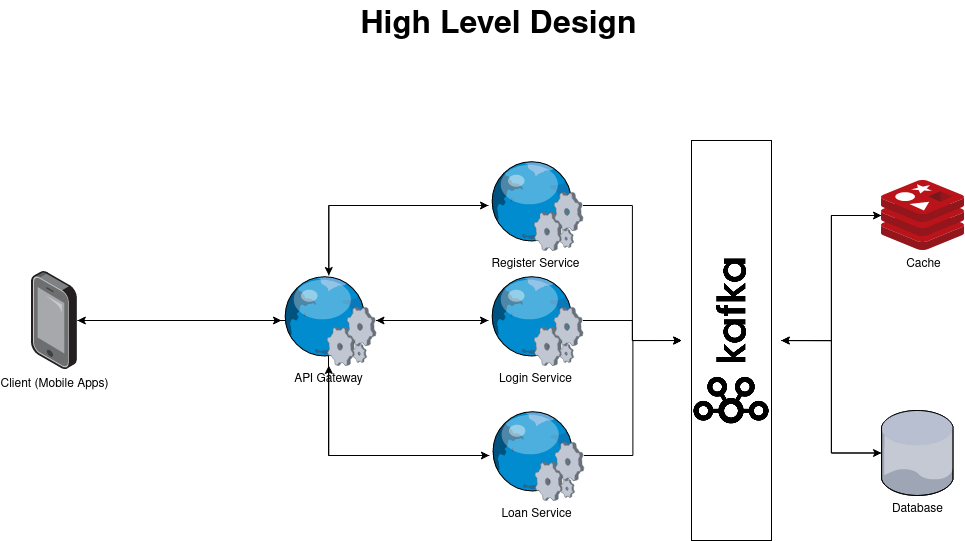 High Level Design
Register Service
Cache
kafka
Client (Mobile Apps)
API Gateway
Login Service
Loan Service
Database